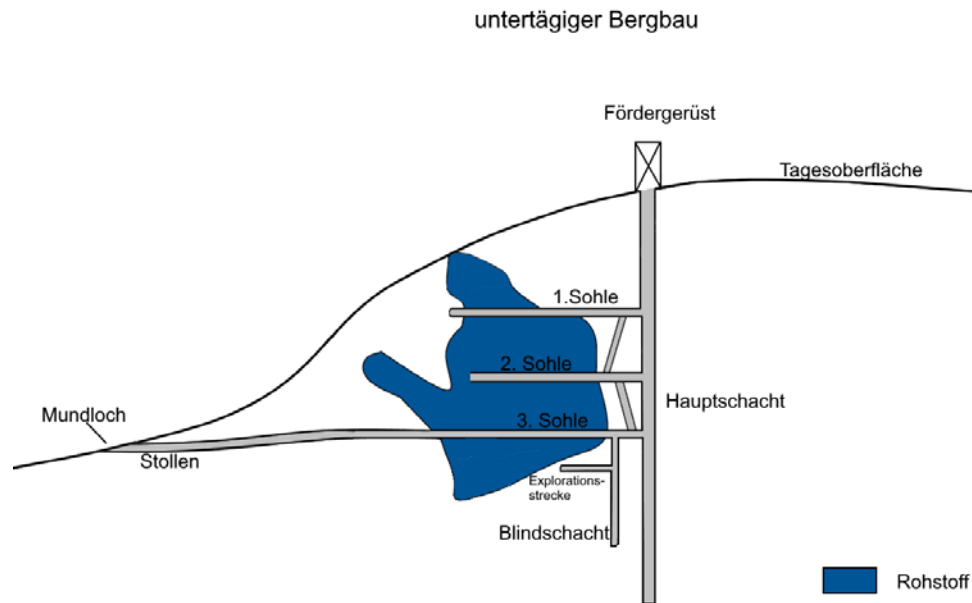 untertägiger Bergbau
Fördergerüst
Tagesoberfläche
1.Sohle
2. Sohle
Hauptschacht
Mundloch
3. Sohle
Stollen
Explorations-
strecke
Blindschacht
Rohstoff